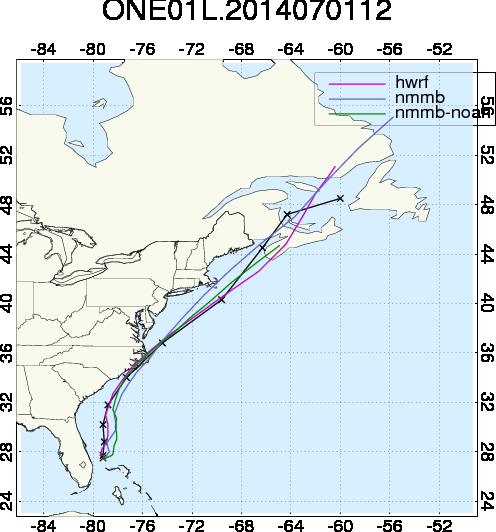 ONE01L.2014070112
-84 -80 -76 -72 -68 -64 -60 -56 -52
hwrf
nmmb
nmmb-noah
56 56
52 52
48 48
44 44
40 40
36 36
32 32
28 28
24 24
-84 -80 -76 -72 -68 -64 -60 -56 -52